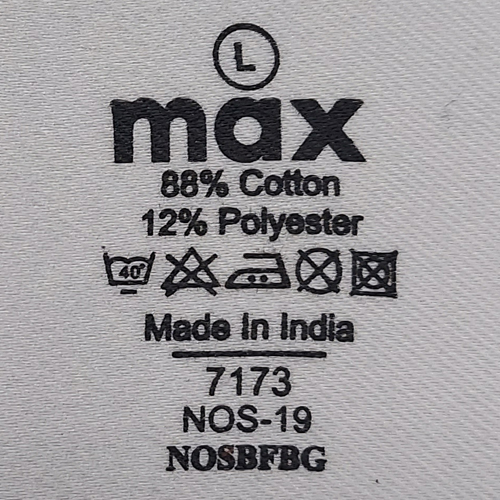 L
max
88% Cotton
12% Polyester
40°
Made In India
7173
NOS-19
NOSBFBG